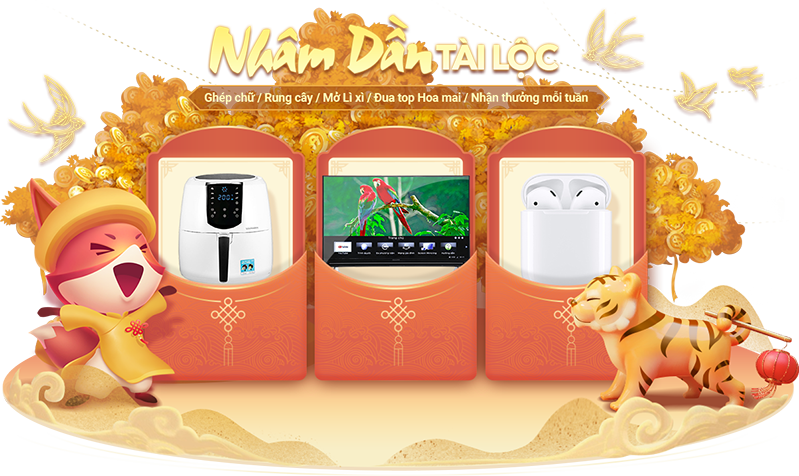 Nhâm Dần TÀI LỘC
Ghép chữ / Rung cây / Mở Lì xì / Đua top Hoa mai / Nhận thưởng mỗi tuần
200